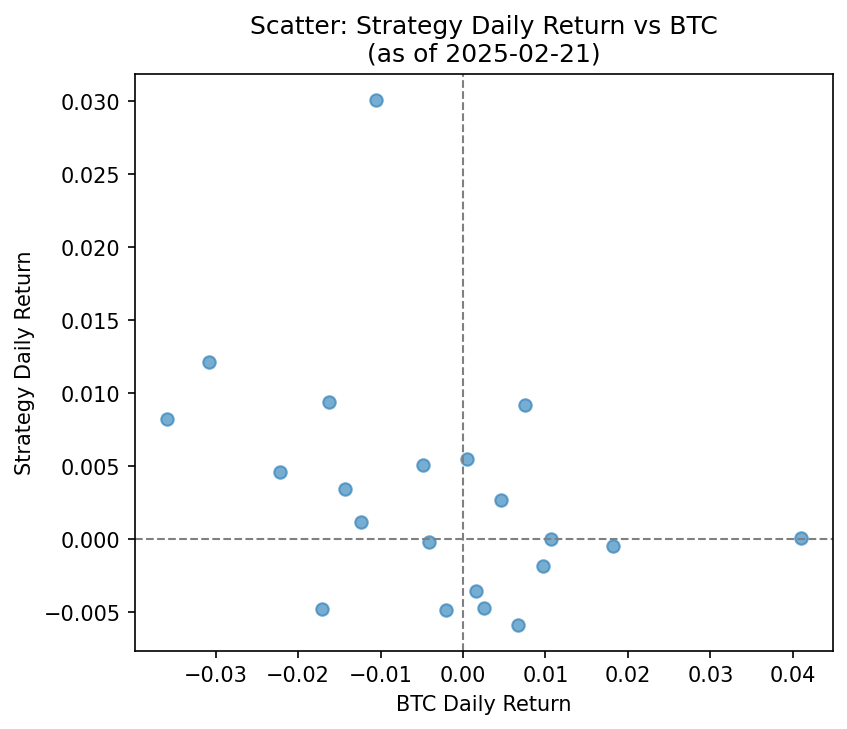 Scatter: Strategy Daily Return vs BTC
(as of 2025-02-21)
Strategy Daily Return
0.030
0.025
0.020
0.015
0.010
0.005
0.000
−0.005
−0.03 −0.02 −0.01 0.00 0.01 0.02 0.03 0.04
BTC Daily Return